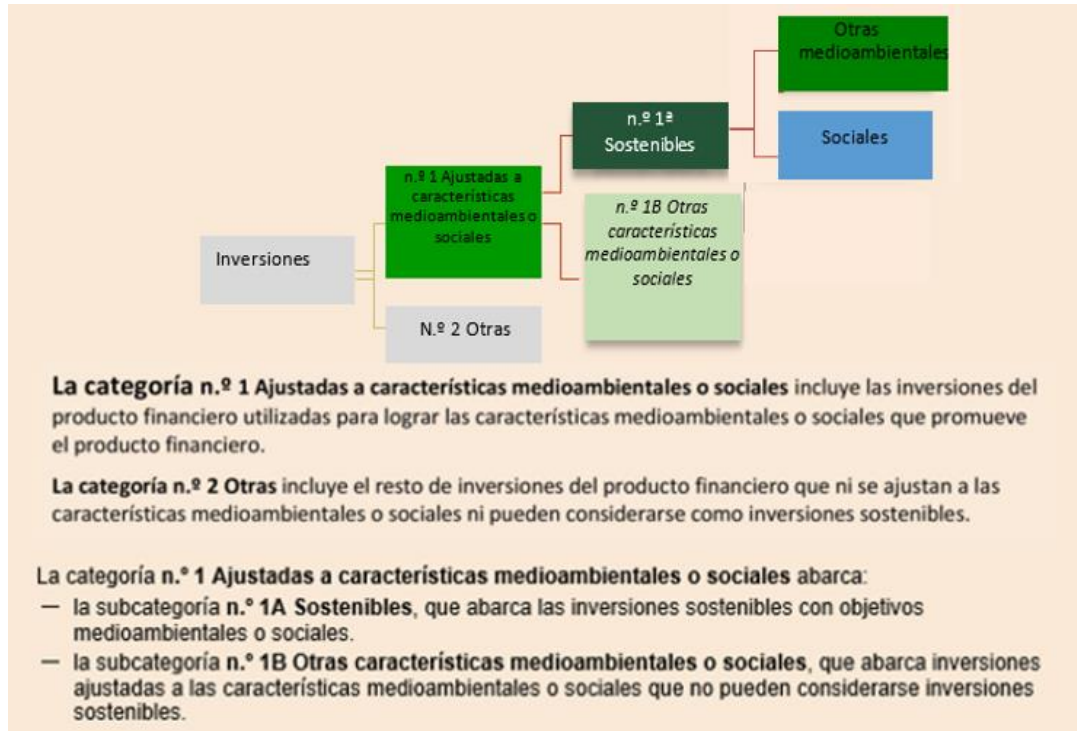 Otras
medioambientales
n.º 1ª
Sostenibles
Sociales
n.º 1 Ajustadas a
características
medioambientales o
sociales
n.º 1B Otras
características
medioambientales o
sociales
Inversiones
N.º 2 Otras
La categoría n.º 1 Ajustadas a características medioambientales o sociales incluye las inversiones del
producto financiero utilizadas para lograr las características medioambientales o sociales que promueve
el producto financiero.
La categoría n.º 2 Otras incluye el resto de inversiones del producto financiero que ni se ajustan a las
características medioambientales o sociales ni pueden considerarse como inversiones sostenibles.
La categoría n.º 1 Ajustadas a características medioambientales o sociales abarca:
— la subcategoría n.º 1A Sostenibles, que abarca las inversiones sostenibles con objetivos
medioambientales o sociales.
— la subcategoría n.º 1B Otras características medioambientales o sociales, que abarca inversiones
ajustadas a las características medioambientales o sociales que no pueden considerarse inversiones
sostenibles.